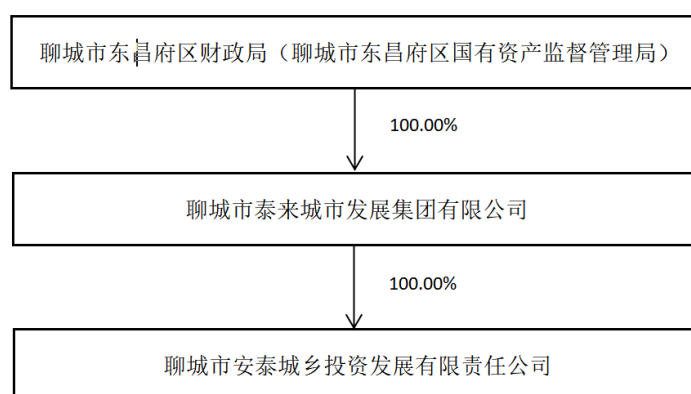 聊城市东昌府区财政局（聊城市东昌府区国有资产监督管理局）
100.00%
聊城市泰来城市发展集团有限公司
100.00%
聊城市安泰城乡投资发展有限责任公司